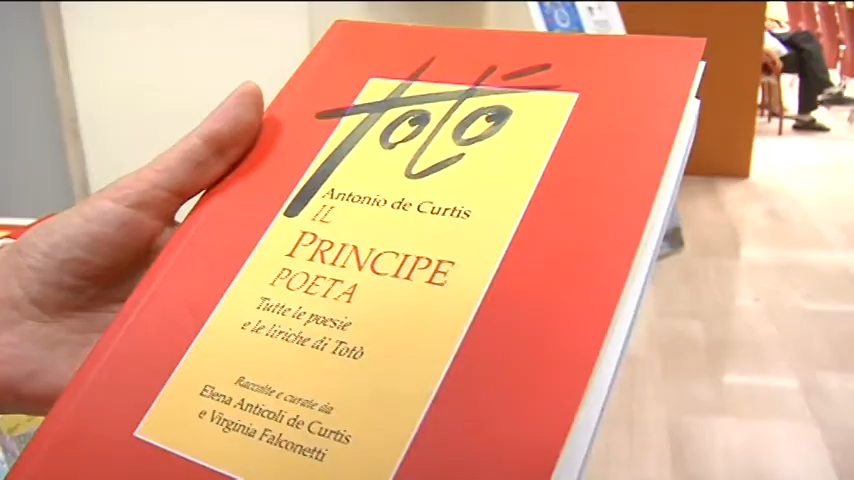 Totò
Antonio de Curtis
IL
PRINCIPE
POETA
Tutte le poesie
e le liriche di Totò
Raccolte e curate da
Elena Anticoli de Curtis
e Virginia Falconetti